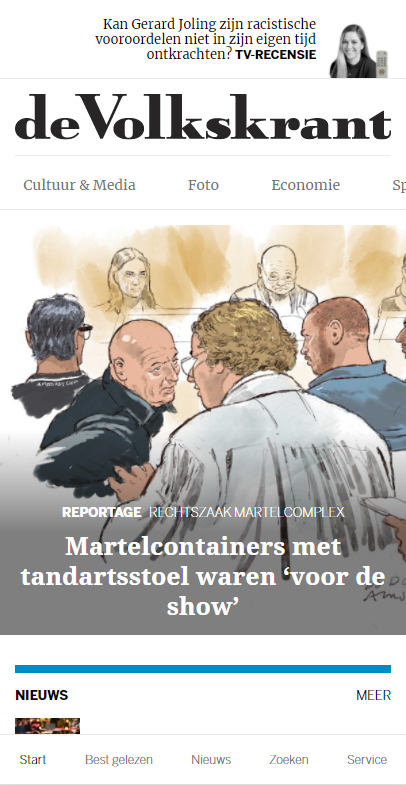 Kan Gerard Joling zijn racistische
vooroordelen niet in zijn eigen tijd
ontkrachten? TV-RECENSIE
de Volkskrant
Cultuur & Media Foto Economie Sp
REPORTAGE RECHTSZAAK MARTELCOMPLEX
Martelcontainers met
tandartsstoel waren ‘voor de
show’
NIEUWS MEER
Start Best gelezen Nieuws Zoeken Service